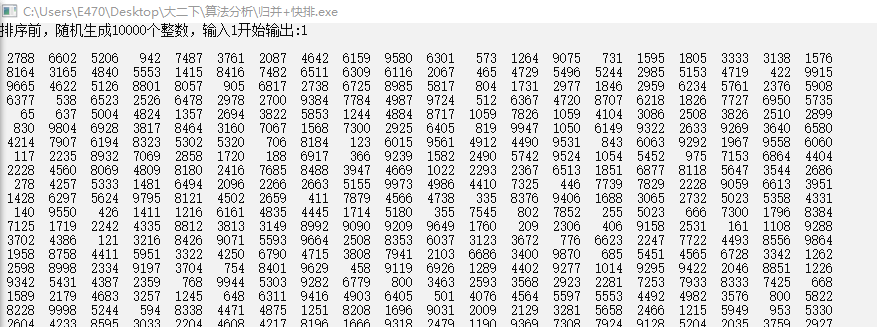 C:\Users\E470\Desktop\大二下\算法分析\归并+快排.exe
排序前，随机生成10000个整数，输入1开始输出:1
2788 6602 5206 942 7487 3761 2087 4642 6159 9580 6301 573 1264 9075 731 1595 1805 3333 3138 1576
8164 3165 4840 5553 1415 8416 7482 6511 6309 6116 2067 465 4729 5496 5244 2985 5153 4719 422 9915
9665 4622 5126 8801 8057 905 6817 2738 6725 8985 5817 804 1731 2977 1846 2959 6234 5761 2376 5908
6377 538 6523 2526 6478 2978 2700 9384 7784 4987 9724 512 6367 4720 8707 6218 1826 7727 6950 5735
65 637 5004 4824 1357 2694 3822 5853 1244 4884 8717 1059 7826 1059 4104 3086 2508 3826 2510 2899
830 9804 6928 3817 8464 3160 7067 1568 7300 2925 6405 819 9947 1050 6149 9322 2633 9269 3640 6580
4214 7907 6194 8323 5302 5320 706 8184 123 6015 9561 4912 4490 9531 843 6063 9292 1967 9558 6060
117 2235 8932 7069 2858 1720 188 6917 366 9239 1582 2490 5742 9524 1054 5452 975 7153 6864 4404
2228 4560 8069 4809 8180 2416 7685 8488 3947 4669 1022 2293 2367 6513 1851 6877 8118 5647 3544 2686
278 4257 5333 1481 6494 2096 2266 2663 5155 9973 4986 4410 7325 446 7739 7829 2228 9059 6613 3951
1428 6297 5624 9795 8121 4502 2659 411 7879 4566 4738 335 8376 9406 1688 3065 2732 5023 5358 4331
140 9550 426 1411 1216 6161 4835 4445 1714 5180 355 7545 802 7852 255 5023 666 7300 1796 8384
7125 1719 2242 4335 8812 3813 3149 8992 9090 9209 9649 1760 209 2306 406 9158 2531 161 1108 9288
3702 4386 121 3216 8426 9071 5593 9664 2508 8353 6037 3123 3672 776 6623 2247 7722 4493 8556 9864
1958 8758 4411 5951 3322 4250 6790 4715 3808 7941 2103 6686 3400 9870 685 5451 4565 6728 3342 1262
2598 8998 2334 9197 3704 754 8401 9629 458 9119 6926 1289 4402 9277 1014 9295 9422 2046 8851 1226
9342 5431 4387 2359 768 9944 5303 9282 6779 800 3463 2593 3568 2923 2281 7253 7933 8333 7425 668
1589 2179 4683 3257 1245 648 6311 9416 4903 6405 501 4076 4564 5597 5553 4492 4982 3576 800 5822
8228 9998 5244 594 8338 4471 4875 1251 8208 1696 9031 2009 2129 3281 5658 2466 1215 5949 953 5330
2604 4233 8595 3033 2204 4608 4217 8196 1666 9318 2479 1190 9369 7308 7924 9128 5204 2035 3759 2927